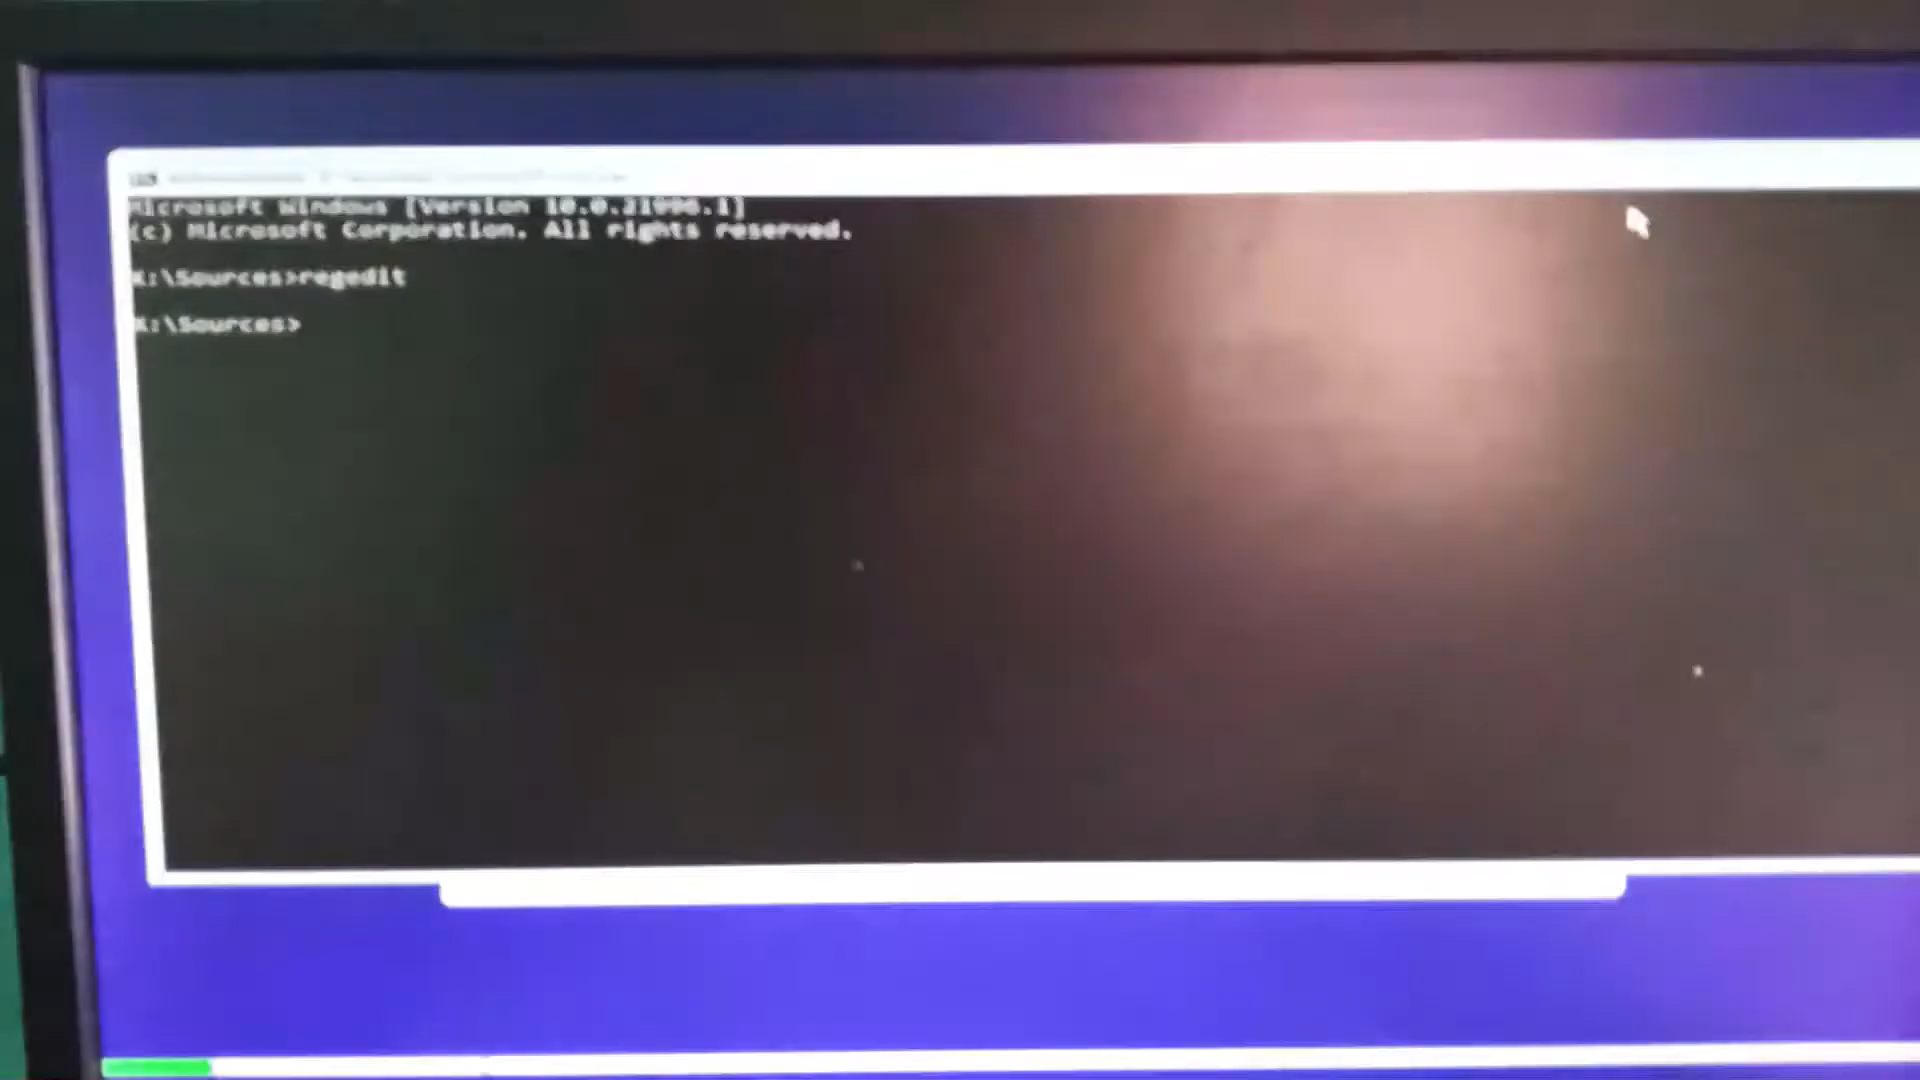 Microsoft Windows [Version 10.0.21996.1]
(c) Microsoft Corporation. All rights reserved.
X:\Sources>regedit
X:\Sources>